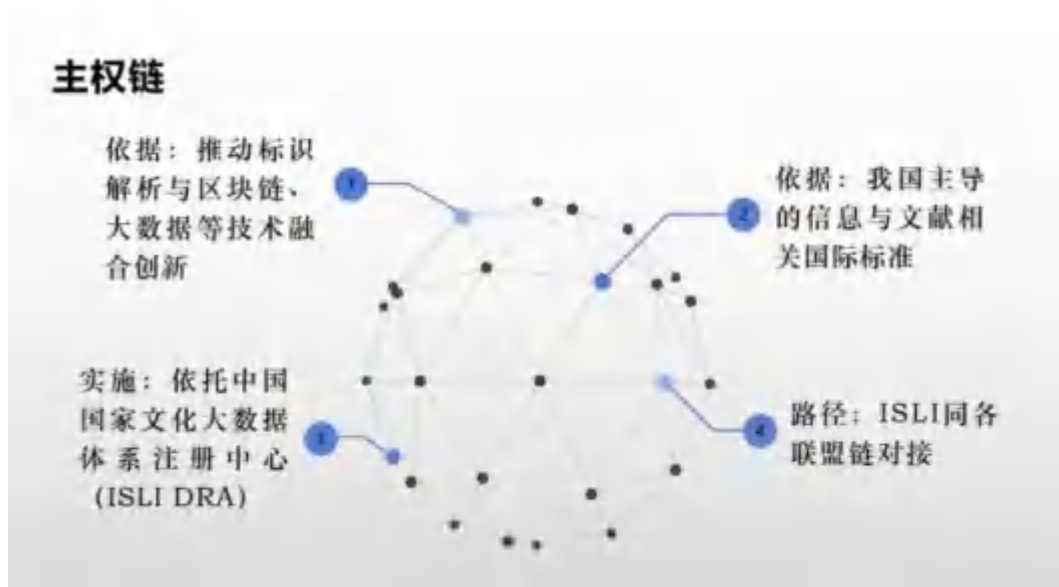 主权链
依据：推动标识
解析与区块链、
大数据等技术融
合创新
1
2
依据：我国主导
的信息与文献相
关国际标准
实施：依托中国
国家文化大数据
体系注册中心
（ISLI DRA）
3
4
路径：ISLI同各
联盟链对接